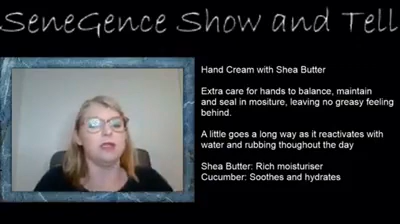 SeneGence Show and Tell
Hand Cream with Shea Butter
Extra care for hands to balance, maintain
and seal in mositure, leaving no greasy feeling
behind.
A little goes a long way as it reactivates with
water and rubbing thoughout the day
Shea Butter: Rich moisturiser
Cucumber: Soothes and hydrates